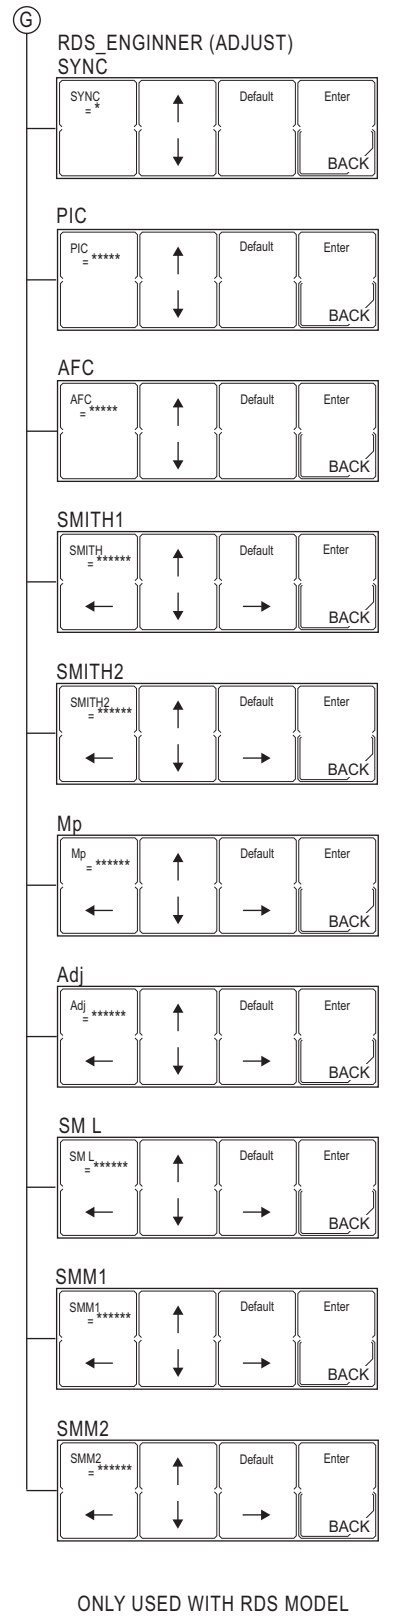 G
RDS_ENGINNER (ADJUST)
SYNC
SYNC Default Enter
= *
BACK
PIC
PIC Default Enter
= *****
BACK
AFC
AFC Default Enter
= *****
BACK
SMITH1
SMITH Default Enter
= ******
BACK
SMITH2
SMITH2 Default Enter
= ******
BACK
Mp
Mp Default Enter
= ******
BACK
Adj
Adj Default Enter
= ******
BACK
SM L
SM L Default Enter
= ******
BACK
SMM1
SMM1 Default Enter
= ******
BACK
SMM2
SMM2 Default Enter
= ******
BACK
ONLY USED WITH RDS MODEL